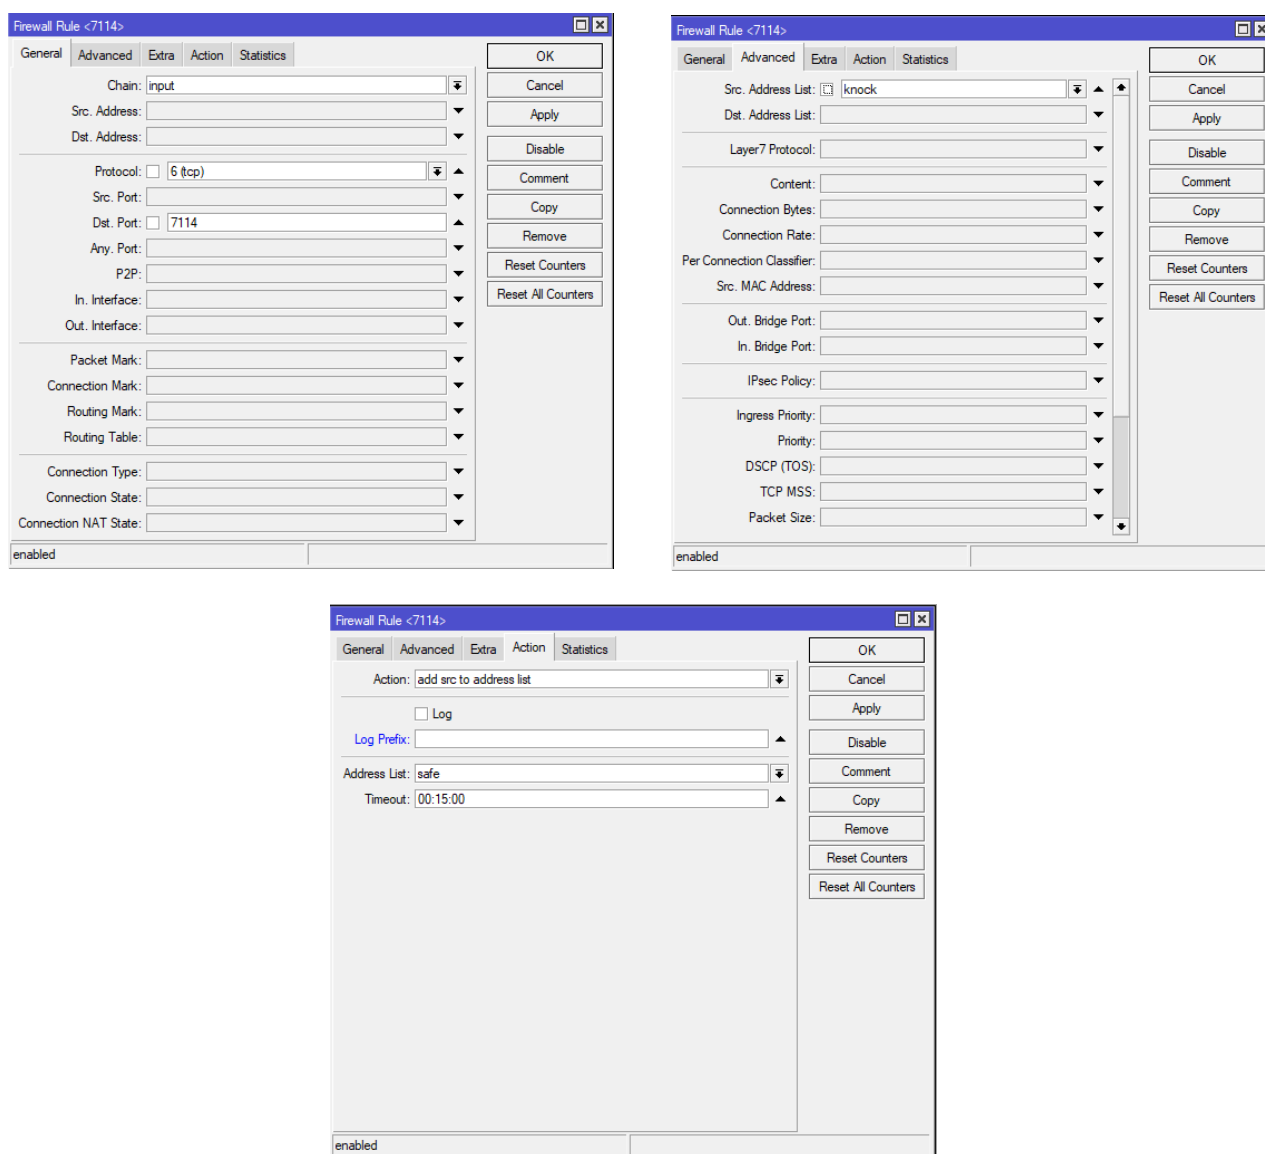 Firewall Rule <7114>
General Advanced Extra Action Statistics
Chain: input
Src. Address:
Dst. Address:
Protocol: 6 (tcp)
Src. Port:
Dst. Port: 7114
Any. Port:
P2P:
In. Interface:
Out. Interface:
Packet Mark:
Connection Mark:
Routing Mark:
Routing Table:
Connection Type:
Connection State:
Connection NAT State:
OK
Cancel
Apply
Disable
Comment
Copy
Remove
Reset Counters
Reset All Counters
enabled
Firewall Rule <7114>
General Advanced Extra Action Statistics
Src. Address List: knock
Dst. Address List:
Layer7 Protocol:
Content:
Connection Bytes:
Connection Rate:
Per Connection Classifier:
Src. MAC Address:
Out. Bridge Port:
In. Bridge Port:
IPsec Policy:
Ingress Priority:
Priority:
DSCP (TOS):
TCP MSS:
Packet Size:
OK
Cancel
Apply
Disable
Comment
Copy
Remove
Reset Counters
Reset All Counters
enabled
Firewall Rule <7114>
General Advanced Extra Action Statistics
Action: add src to address list
Log
Log Prefix:
Address List: safe
Timeout: 00:15:00
OK
Cancel
Apply
Disable
Comment
Copy
Remove
Reset Counters
Reset All Counters
enabled